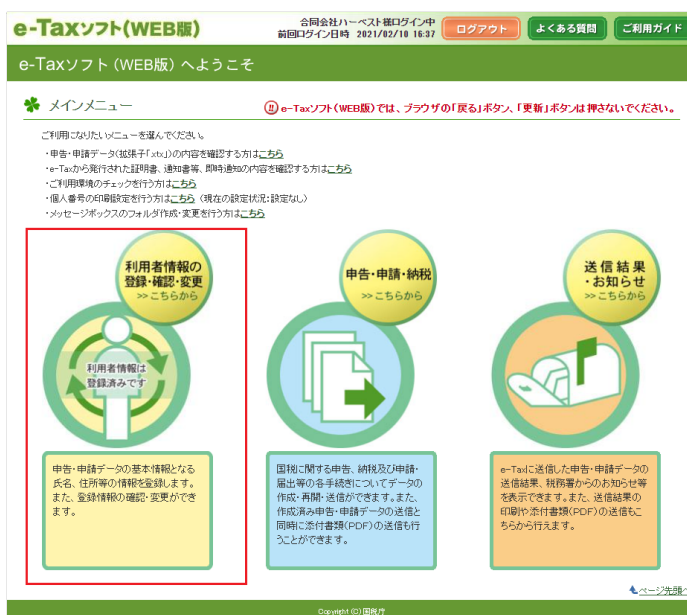 e-Taxソフト(WEB版)
合同会社ハーベスト様ログイン中
前回ログイン日時 2021/02/10 16:37
ログアウト
よくある質問
ご利用ガイド
e-Taxソフト (WEB版) へようこそ
メインメニュー
e-Taxソフト(WEB版)では、ブラウザの「戻る」ボタン、「更新」ボタンは押さないでください。
ご利用になりたいメニューを選んでください。
・申告・申請データ(拡張子「.xtx」)の内容を確認する方はこちら
・e-Taxから発行された証明書、通知書等、即時通知の内容を確認する方はこちら
・ご利用環境のチェックを行う方はこちら
・個人番号の印刷設定を行う方はこちら (現在の設定状況:設定なし)
・メッセージボックスのフォルダ作成・変更を行う方はこちら
利用者情報の
登録・確認・変更
>>こちらから
利用者情報は
登録済みです
申告・申請データの基本情報となる
氏名、住所等の情報を登録します。
また、登録情報の確認・変更ができ
ます。
申告・申請・納税
>>こちらから
国税に関する申告、納税及び申請・
届出等の各手続きについてデータの
作成・再開・送信ができます。また、
作成済み申告・申請データの送信と
同時に添付書類(PDF)の送信も行
うことができます。
送信結果
・お知らせ
>>こちらから
e-Taxに送信した申告・申請データの
送信結果、税務署からのお知らせ等
を表示できます。また、送信結果の
印刷や添付書類(PDF)の送信もこ
ちらから行えます。
ページ先頭へ
Copyright (C) 国税庁